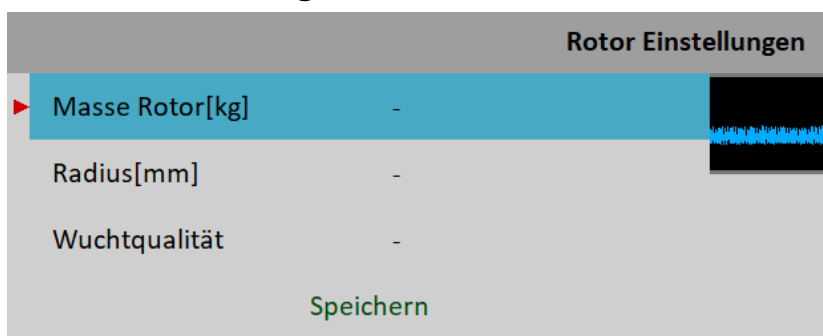 Rotor Einstellungen
Masse Rotor[kg] -
Radius[mm] -
Wuchtqualität -
Speichern